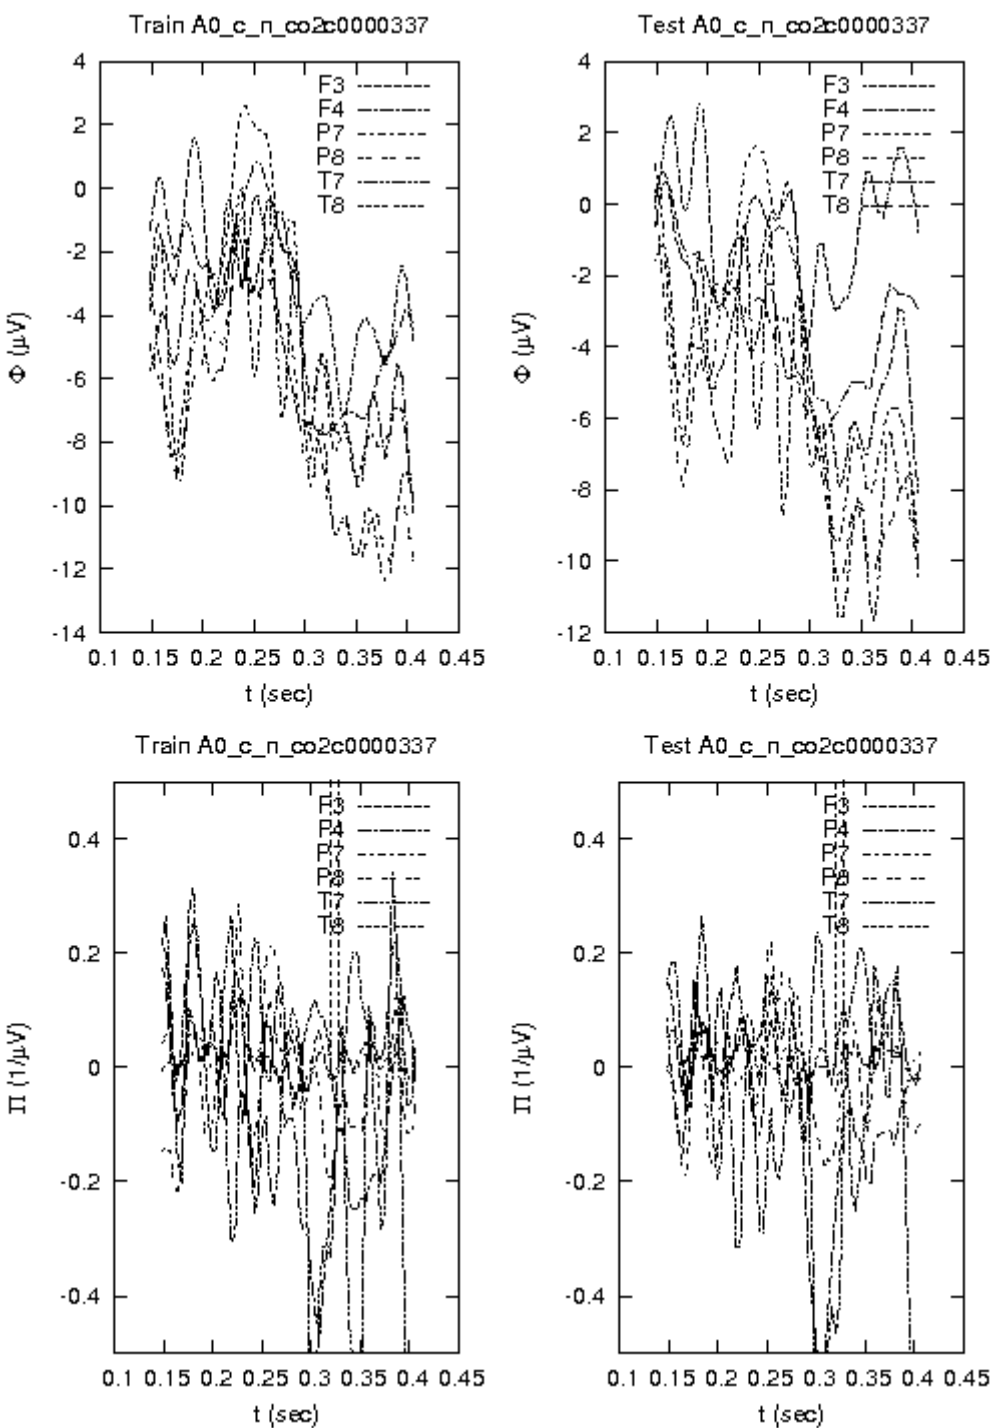 Train A0_c_n_co2c0000337
4
2
0
-2
-4
-6
-8
-10
-12
-14
Φ (μV)
F3
F4
P7
P8
T7
T8
0.1 0.15 0.2 0.25 0.3 0.35 0.4 0.45
t (sec)
Test A0_c_n_co2c0000337
4
2
0
-2
-4
-6
-8
-10
-12
Φ (μV)
F3
F4
P7
P8
T7
T8
0.1 0.15 0.2 0.25 0.3 0.35 0.4 0.45
t (sec)
Train A0_c_n_co2c0000337
0.4
0.2
0
-0.2
-0.4
Π (1/μV)
F3
P4
P7
P8
T7
T8
0.1 0.15 0.2 0.25 0.3 0.35 0.4 0.45
t (sec)
Test A0_c_n_co2c0000337
0.4
0.2
0
-0.2
-0.4
Π (1/μV)
F3
P4
P7
P8
T7
T8
0.1 0.15 0.2 0.25 0.3 0.35 0.4 0.45
t (sec)